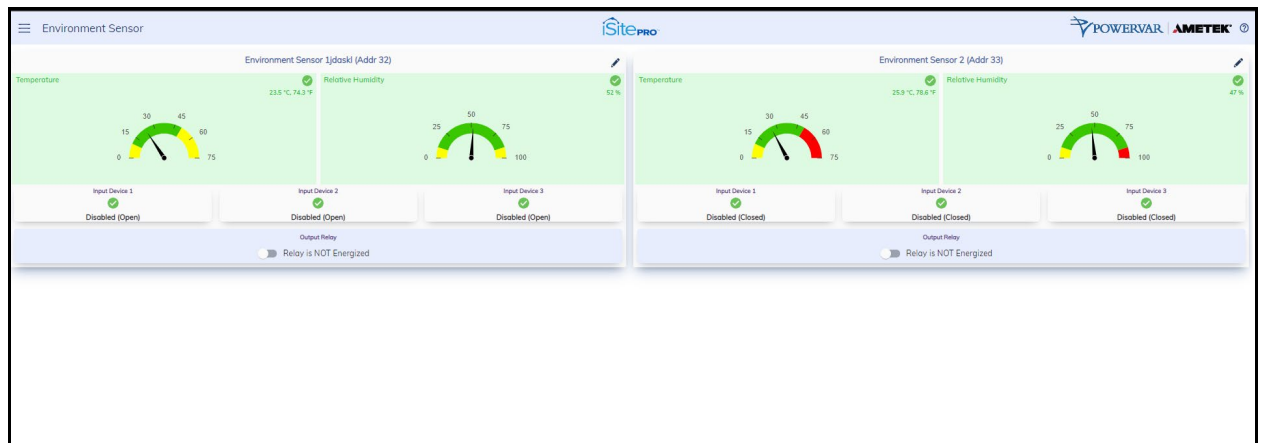 Environment Sensor
iSitePRO
POWERVAR | AMETEK®
Environment Sensor 1jdaskl (Addr 32)
Temperature
23.5 °C, 74.3 °F
0 15 30 45 60 75
Relative Humidity
52 %
0 25 50 75 100
Input Device 1
Disabled (Open)
Input Device 2
Disabled (Open)
Input Device 3
Disabled (Open)
Output Relay
Relay is NOT Energized
Environment Sensor 2 (Addr 33)
Temperature
25.9 °C, 78.6 °F
0 15 30 45 60 75
Relative Humidity
47 %
0 25 50 75 100
Input Device 1
Disabled (Closed)
Input Device 2
Disabled (Closed)
Input Device 3
Disabled (Closed)
Output Relay
Relay is NOT Energized